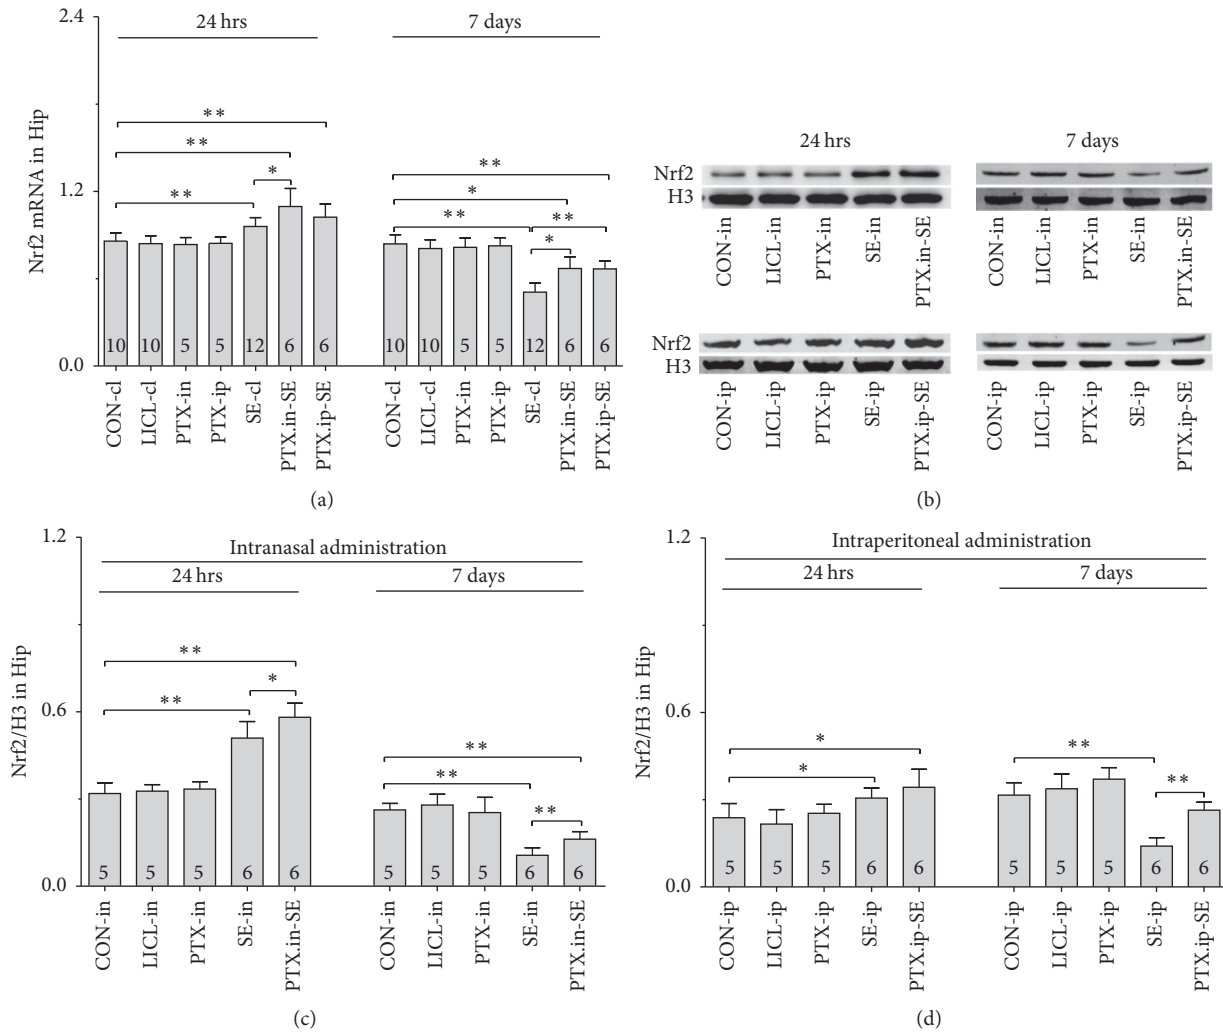 2.4
1.2
0.0
Nrf2 mRNA in Hip
24 hrs
7 days
** ** ** *
** * ** ** *
10 10 5 5 12 6 6
10 10 5 5 12 6 6
CON-cl LICL-cl PTX-in PTX-ip SE-cl PTX.in-SE PTX.ip-SE
CON-cl LICL-cl PTX-in PTX-ip SE-cl PTX.in-SE PTX.ip-SE
(a)
24 hrs
7 days
Nrf2
H3
CON-in LICL-in PTX-in SE-in PTX.in-SE
CON-in LICL-in PTX-in SE-in PTX.in-SE
Nrf2
H3
CON-ip LICL-ip PTX-ip SE-ip PTX.ip-SE
CON-ip LICL-ip PTX-ip SE-ip PTX.ip-SE
(b)
1.2
0.6
0.0
Nrf2/H3 in Hip
Intranasal administration
24 hrs
7 days
** ** *
** ** **
5 5 5 6 6
5 5 5 6 6
CON-in LICL-in PTX-in SE-in PTX.in-SE
CON-in LICL-in PTX-in SE-in PTX.in-SE
(c)
1.2
0.6
0.0
Nrf2/H3 in Hip
Intraperitoneal administration
24 hrs
7 days
* *
** **
5 5 5 6 6
5 5 5 6 6
CON-ip LICL-ip PTX-ip SE-ip PTX.ip-SE
CON-ip LICL-ip PTX-ip SE-ip PTX.ip-SE
(d)